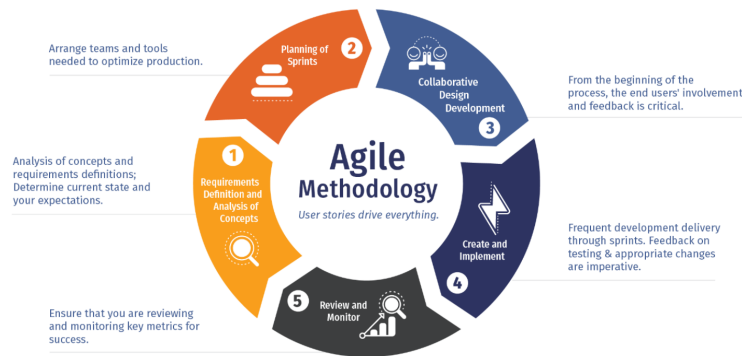 Agile
Methodology
User stories drive everything.
1
Requirements
Definition and
Analysis of
Concepts
Analysis of concepts and
requirements definitions;
Determine current state and
your expectations.
2
Planning of
Sprints
Arrange teams and tools
needed to optimize production.
Collaborative
Design
Development
3
From the beginning of the
process, the end users' involvement
and feedback is critical.
Create and
Implement
4
Frequent development delivery
through sprints. Feedback on
testing & appropriate changes
are imperative.
5
Review and
Monitor
Ensure that you are reviewing
and monitoring key metrics for
success.